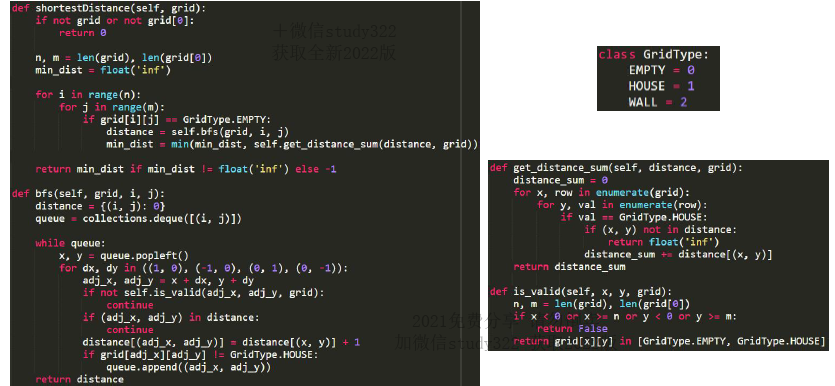 def shortestDistance(self, grid):
    if not grid or not grid[0]:
        return 0

    n, m = len(grid), len(grid[0])
    min_dist = float('inf')

    for i in range(n):
        for j in range(m):
            if grid[i][j] == GridType.EMPTY:
                distance = self.bfs(grid, i, j)
                min_dist = min(min_dist, self.get_distance_sum(distance, grid))

    return min_dist if min_dist != float('inf') else -1

def bfs(self, grid, i, j):
    distance = {(i, j): 0}
    queue = collections.deque([(i, j)])

    while queue:
        x, y = queue.popleft()
        for dx, dy in ((1, 0), (-1, 0), (0, 1), (0, -1)):
            adj_x, adj_y = x + dx, y + dy
            if not self.is_valid(adj_x, adj_y, grid):
                continue
            if (adj_x, adj_y) in distance:
                continue
            distance[(adj_x, adj_y)] = distance[(x, y)] + 1
            if grid[adj_x][adj_y] != GridType.HOUSE:
                queue.append((adj_x, adj_y))
    return distance
十微信study322
获取全新2022版
class GridType:
    EMPTY = 0
    HOUSE = 1
    WALL = 2
def get_distance_sum(self, distance, grid):
    distance_sum = 0
    for x, row in enumerate(grid):
        for y, val in enumerate(row):
            if val == GridType.HOUSE:
                if (x, y) not in distance:
                    return float('inf')
                distance_sum += distance[(x, y)]
    return distance_sum

def is_valid(self, x, y, grid):
    n, m = len(grid), len(grid[0])
    if x < 0 or x >= n or y < 0 or y >= m:
        return False
    return grid[x][y] in [GridType.EMPTY, GridType.HOUSE]
2021免费分享
加微信study32